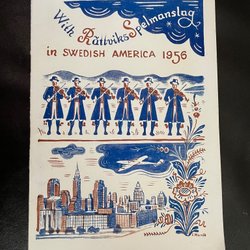 With Rättviks Spelmanslag
in SWEDISH AMERICA 1956